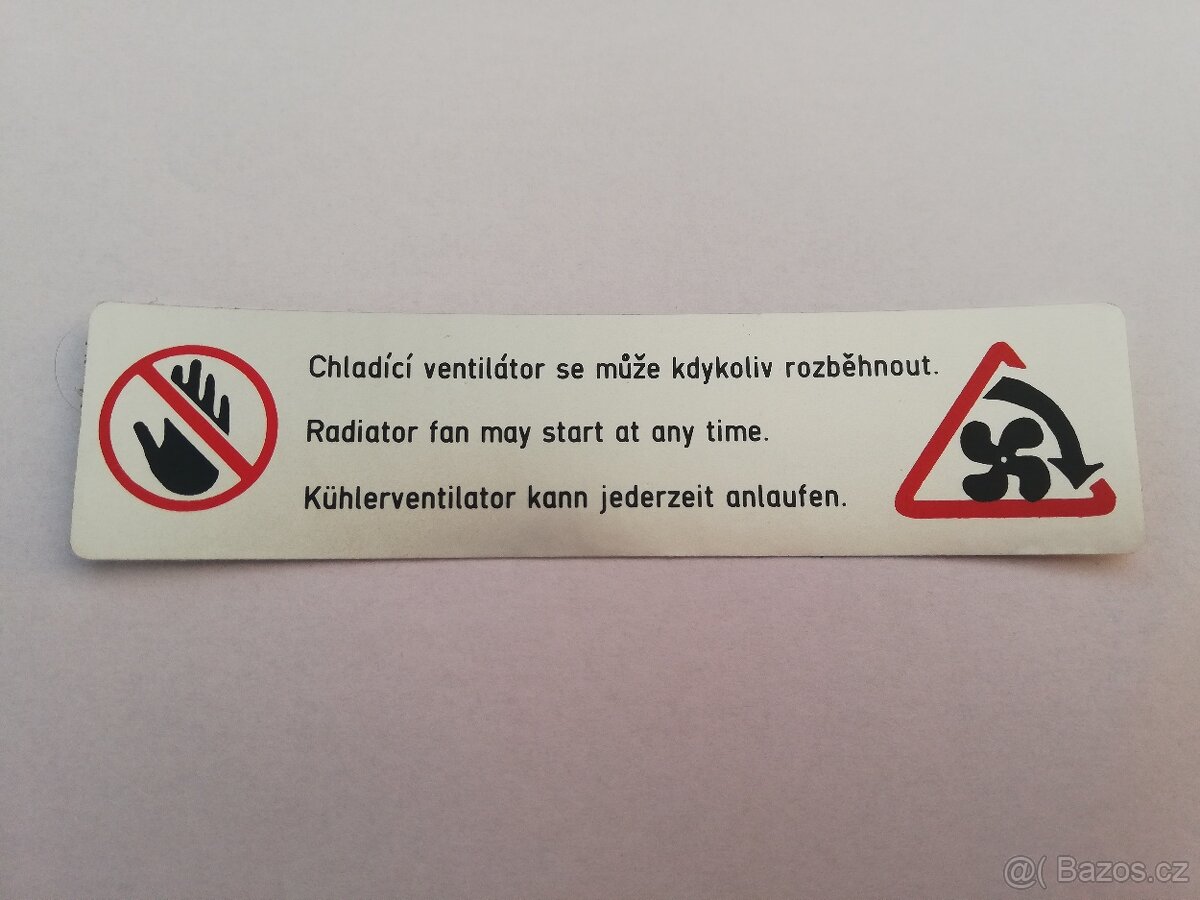 Chladící ventilátor se může kdykoliv rozběhnout.
Radiator fan may start at any time.
Kühlerventilator kann jederzeit anlaufen.
@( Bazos.cz